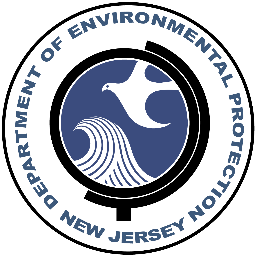 DEPARTMENT OF ENVIRONMENTAL PROTECTION
NEW JERSEY